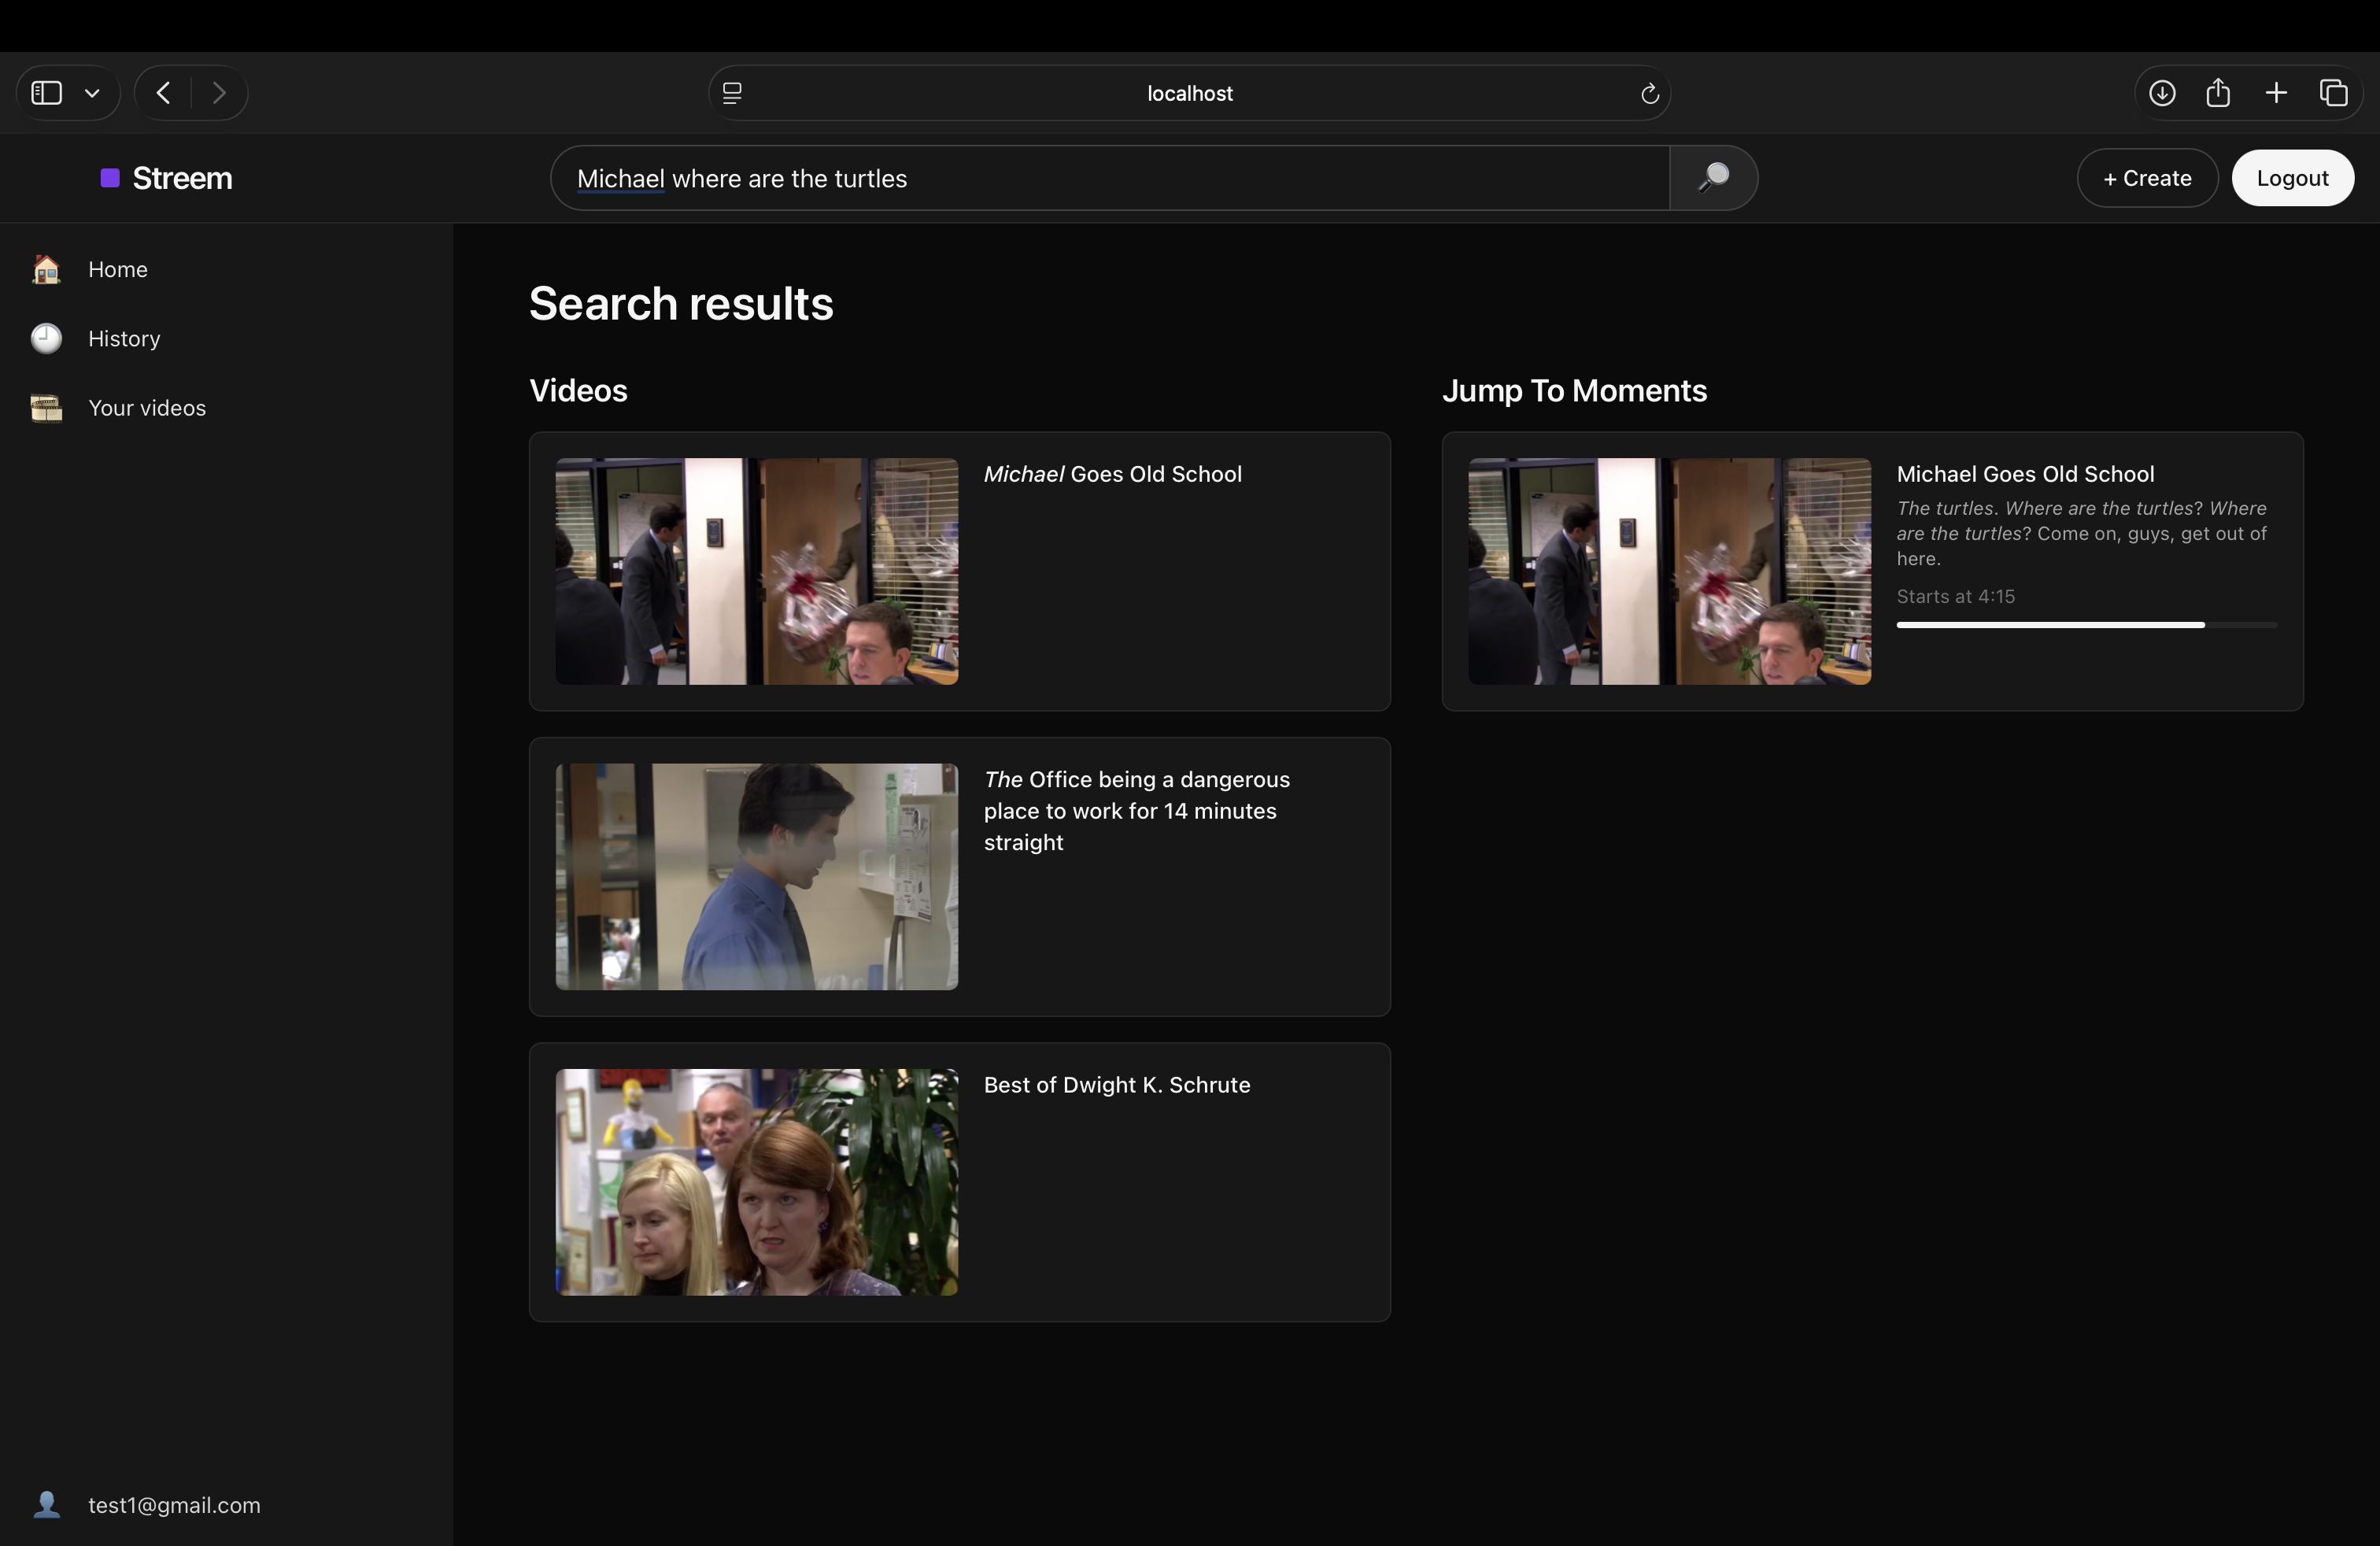 localhost
Streem
Michael where are the turtles
+ Create
Logout
Home
History
Your videos
Search results
Videos
Michael Goes Old School
The Office being a dangerous
place to work for 14 minutes
straight
Best of Dwight K. Schrute
Jump To Moments
Michael Goes Old School
The turtles. Where are the turtles? Where
are the turtles? Come on, guys, get out of
here.
Starts at 4:15
test1@gmail.com